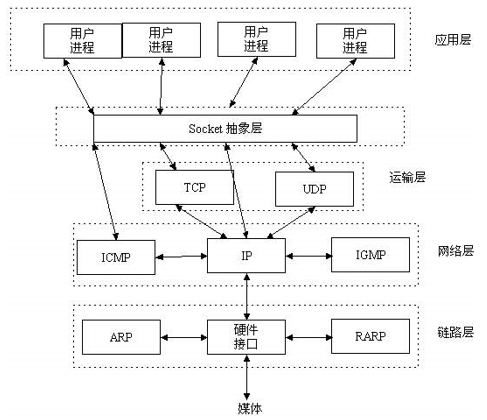 用户 用户 用户 用户
进程 进程 进程 进程
应用层
Socket 抽象层
运输层
TCP UDP
ICMP IP IGMP
网络层
ARP 硬件 RARP
接口
链路层
媒体